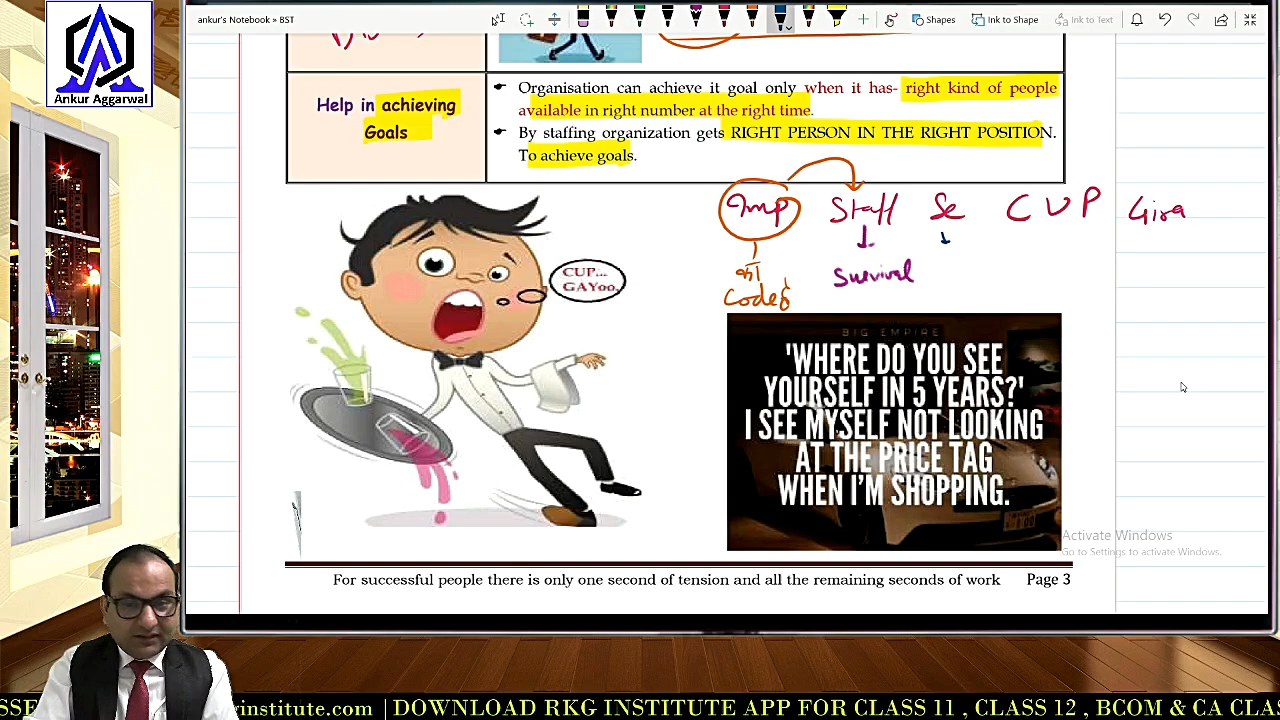 ankur's Notebook » BST
Shapes
Ink to Shape
Ink to Text
Ankur Aggarwal
Help in achieving
Goals
Organisation can achieve it goal only when it has- right kind of people
available in right number at the right time.
By staffing organization gets RIGHT PERSON IN THE RIGHT POSITION.
To achieve goals.
Imp Staff Se CUP Gira
का
Survival
Code
CUP...
GAYoo.
BIG EMPIRE
'WHERE DO YOU SEE
YOURSELF IN 5 YEARS?'
I SEE MYSELF NOT LOOKING
AT THE PRICE TAG
WHEN I'M SHOPPING.
Activate Windows
Go to Settings to activate Windows.
For successful people there is only one second of tension and all the remaining seconds of work Page 3
ginstitute.com | DOWNLOAD RKG INSTITUTE APP FOR CLASS 11 , CLASS 12 , BCOM & CA CLAS